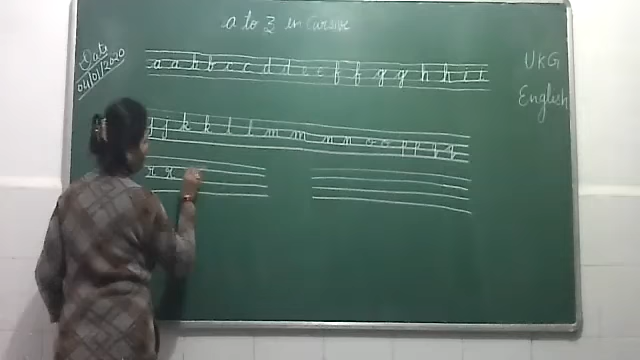 a to z in cursive
Date
04/01/2020
UKG
English
a a b b c c d d e e f f g g h h i i
j j k k l l m m n n o o p p q q
r r